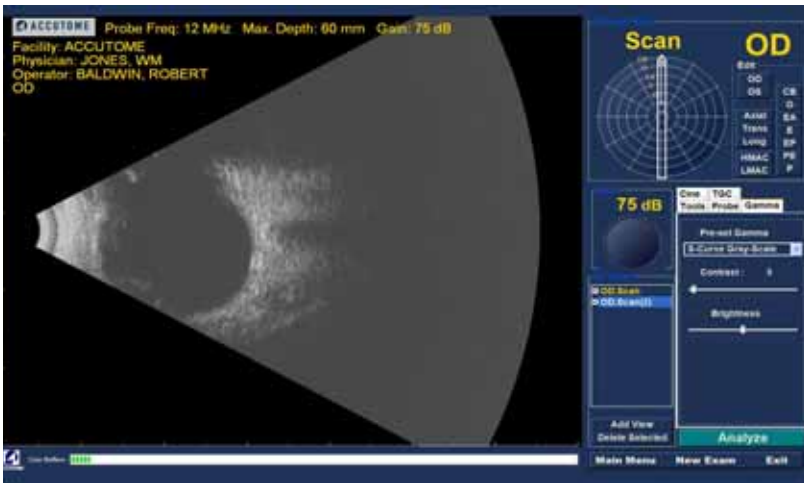 ACCUTOME Probe Freq: 12 MHz Max. Depth: 60 mm Gain: 75 dB
Facility: ACCUTOME
Physician: JONES, WM
Operator: BALDWIN, ROBERT
OD
Scan OD
Edit
OD
OS CB
G
Axial EA
Trans E
Long EP
HMAC PE
LMAC P
75 dB
Cine TGC
Tools Probe Gamma
Pre-set Gamma
S-Curve Gray-Scale
Contrast :
Brightness
OD.Scan
OD.Scan(2)
Add View
Delete Selected
Analyze
Main Menu New Exam Exit